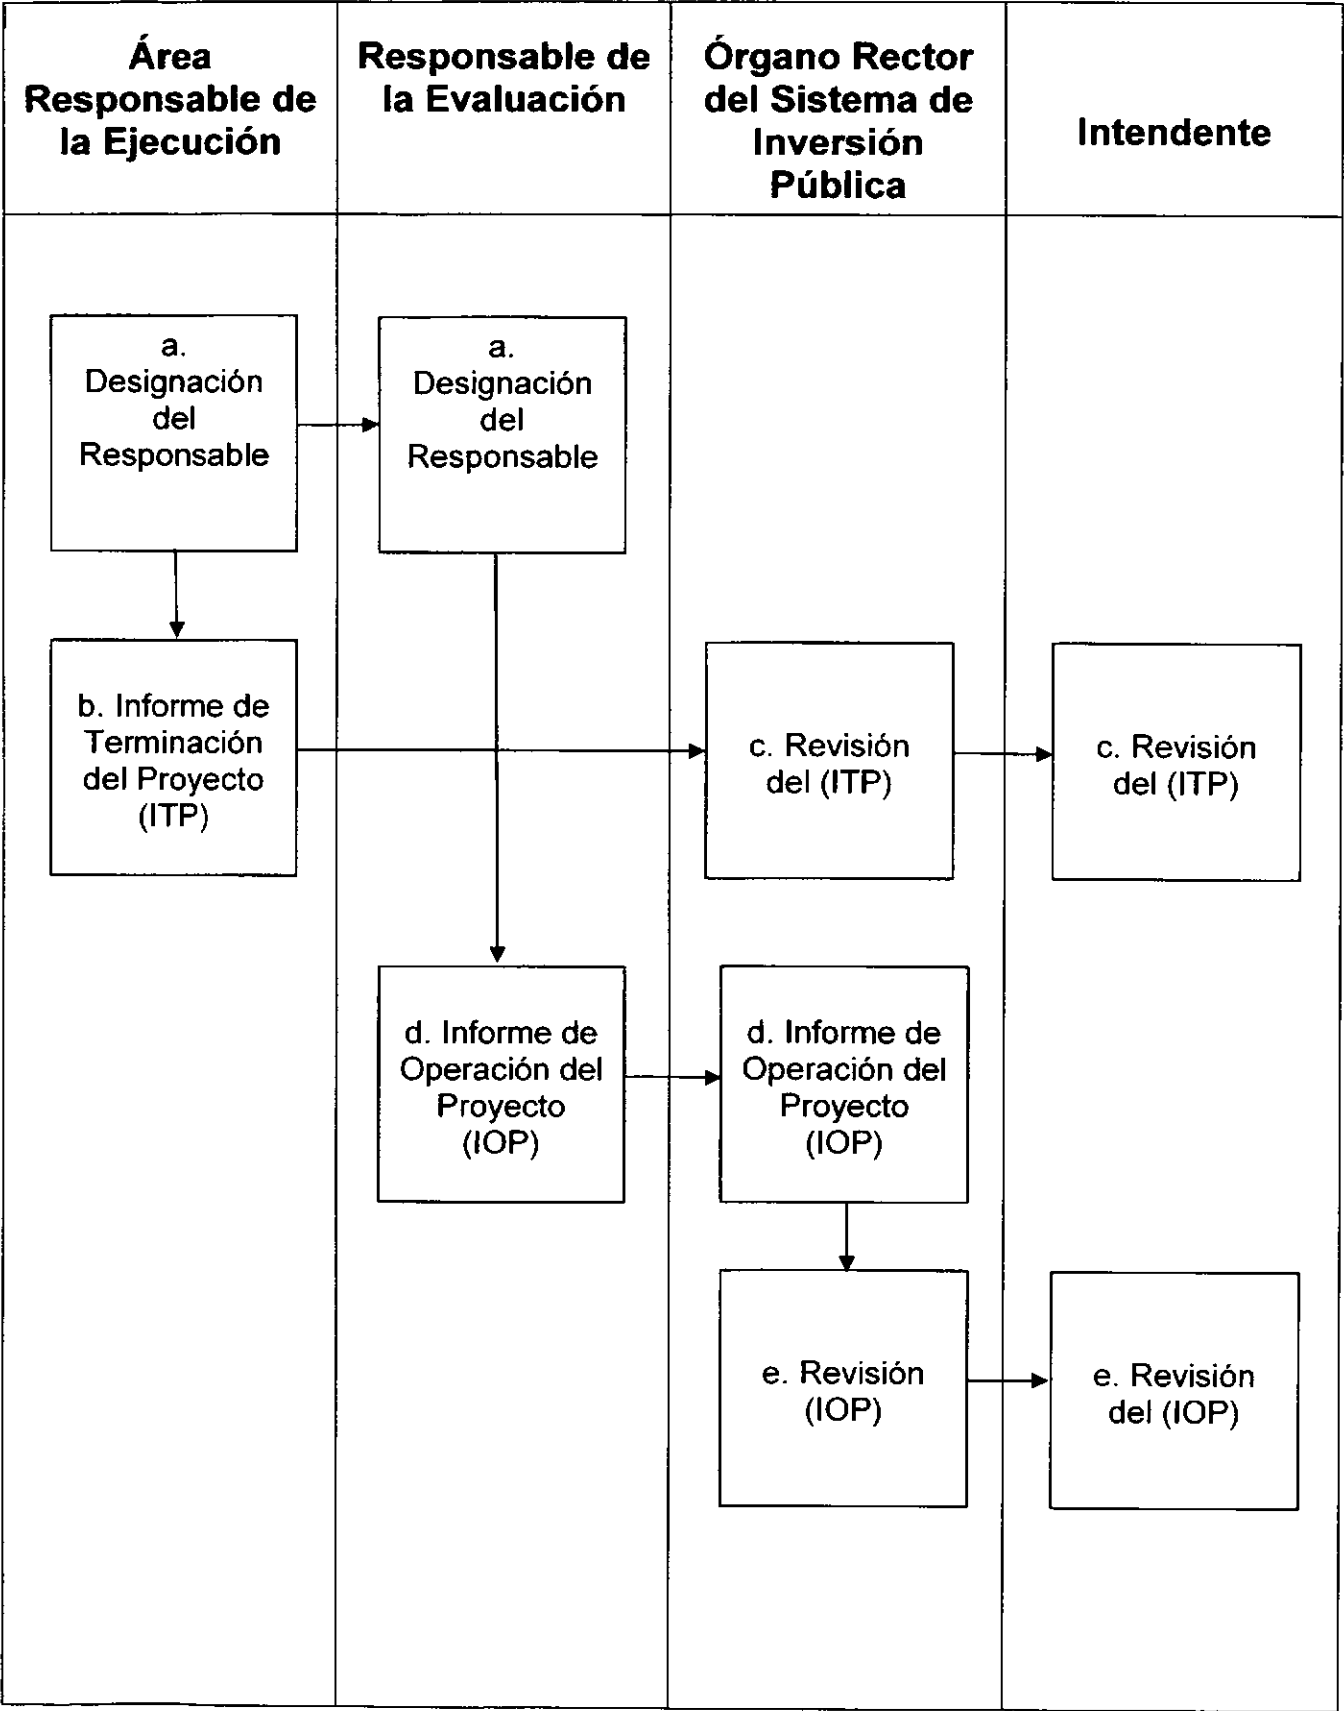 Área
Responsable de
la Ejecución
Responsable de
la Evaluación
Órgano Rector
del Sistema de
Inversión
Pública
Intendente
a.
Designación
del
Responsable
a.
Designación
del
Responsable
b. Informe de
Terminación
del Proyecto
(ITP)
c. Revisión
del (ITP)
c. Revisión
del (ITP)
d. Informe de
Operación del
Proyecto
(IOP)
d. Informe de
Operación del
Proyecto
(IOP)
e. Revisión
(IOP)
e. Revisión
del (IOP)